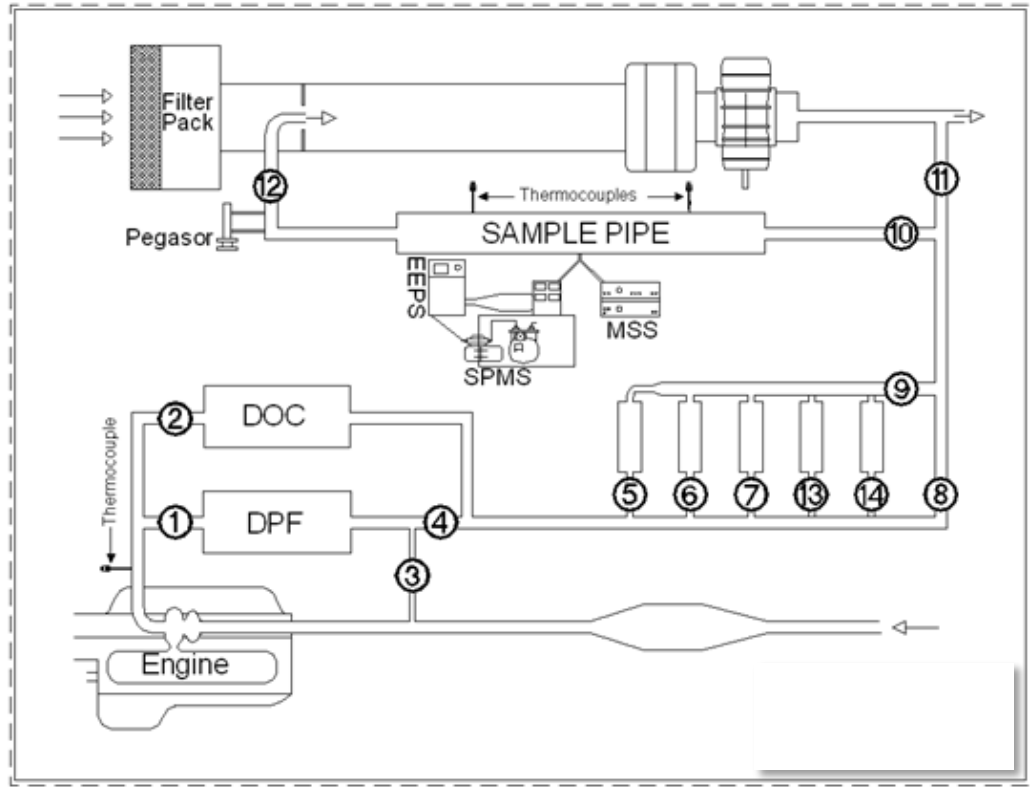 Filter
Pack
12
11
Thermocouples
Pegasor
SAMPLE PIPE
10
EEPS
MSS
SPMS
9
2
DOC
Thermocouple
5
6
7
13
14
8
1
DPF
4
3
Engine